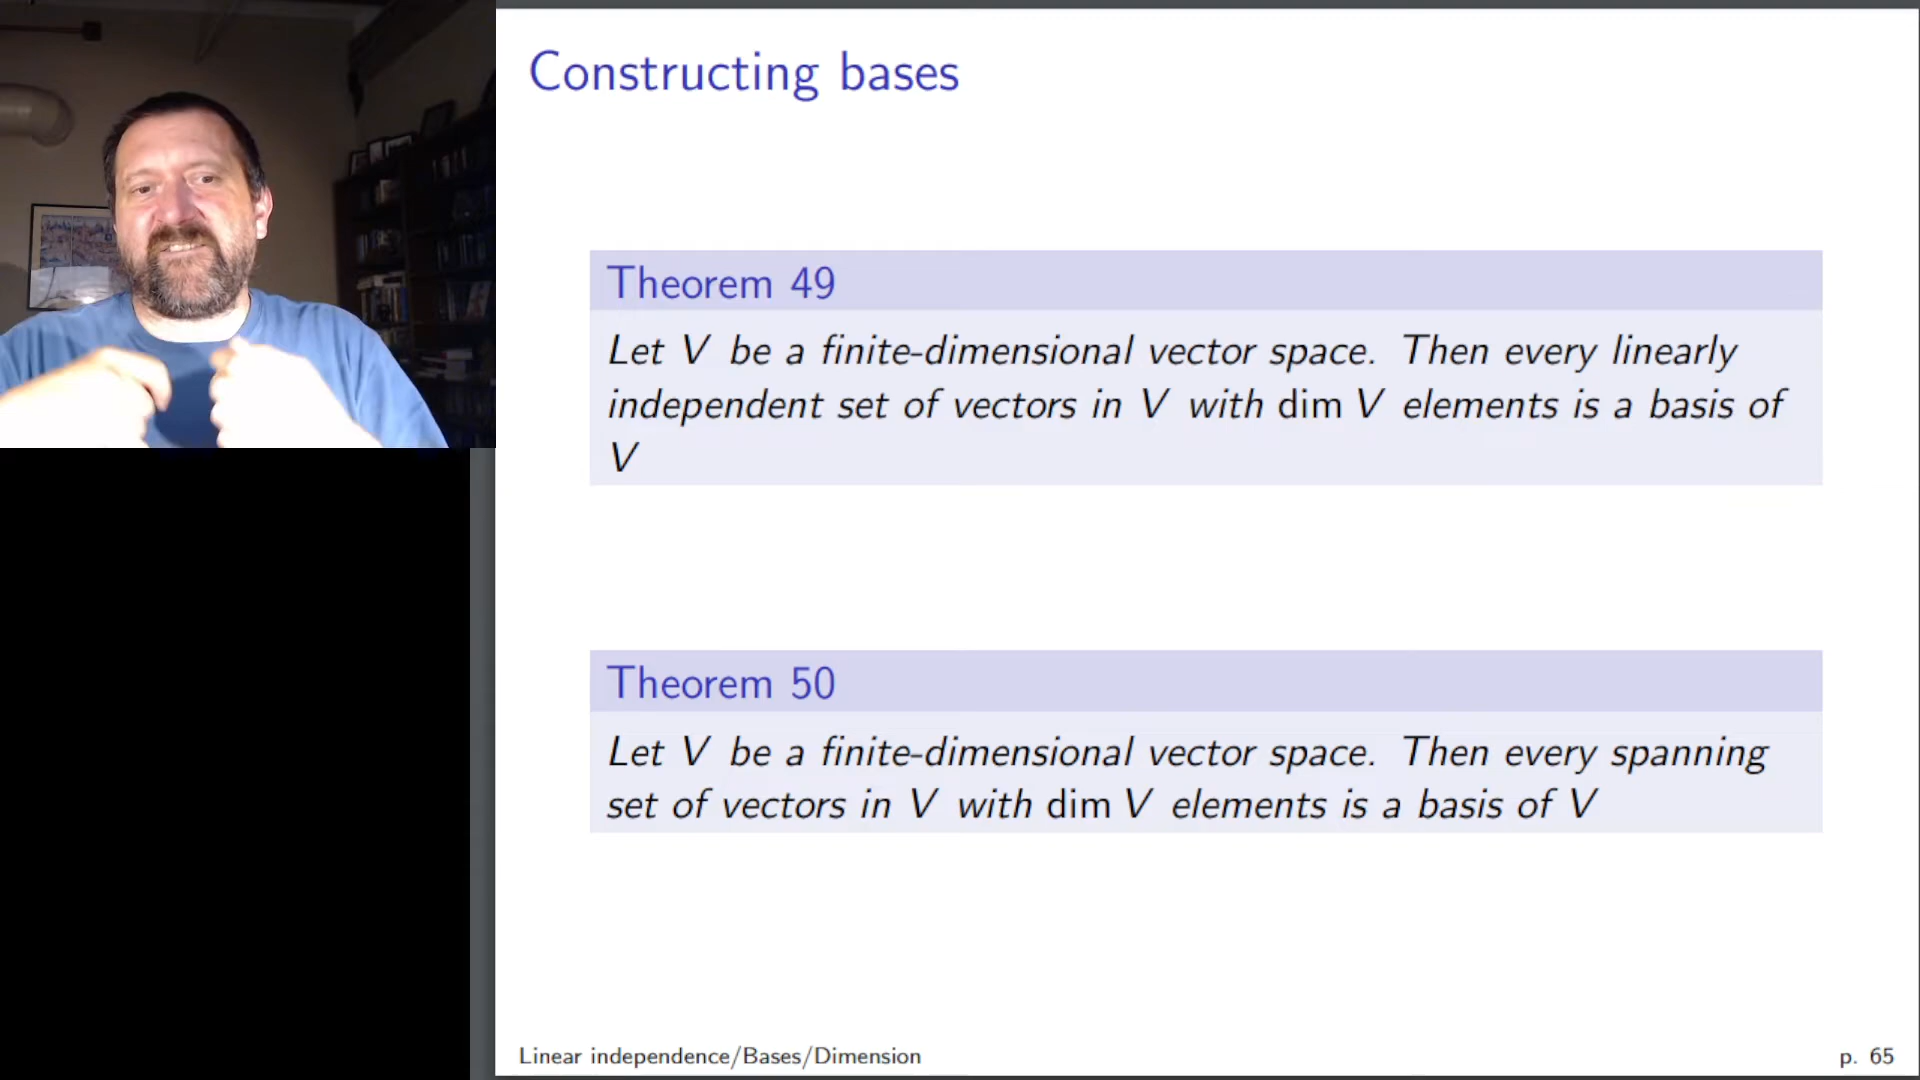 Constructing bases
Theorem 49
Let V be a finite-dimensional vector space. Then every linearly
independent set of vectors in V with dim V elements is a basis of
V
Theorem 50
Let V be a finite-dimensional vector space. Then every spanning
set of vectors in V with dim V elements is a basis of V
Linear independence/Bases/Dimension
p. 65